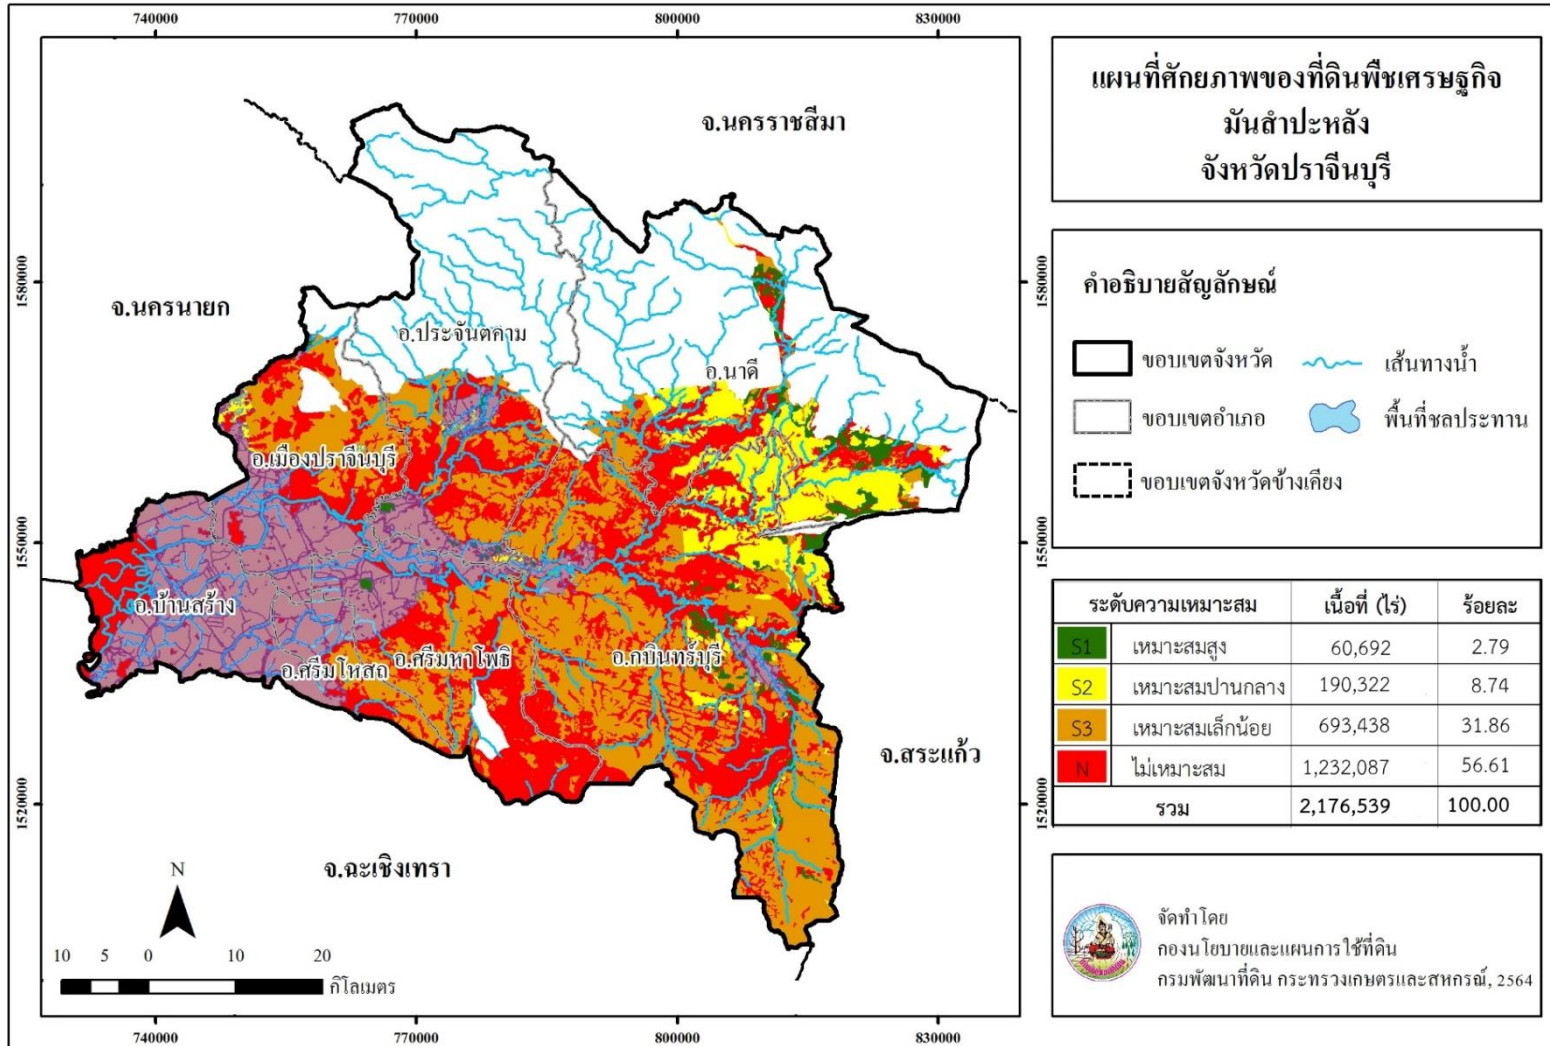 740000 770000 800000 830000
แผนที่ศักยภาพของที่ดินพืชเศรษฐกิจ
มันสำปะหลัง
จังหวัดปราจีนบุรี
จ.นครราชสีมา
จ.นครนายก
อ.ประจันตคาม
อ.นาดี
อ.เมืองปราจีนบุรี
อ.บ้านสร้าง
อ.ศรีมโหสถ
อ.ศรีมหาโพธิ
อ.กบินทร์บุรี
จ.สระแก้ว
จ.ฉะเชิงเทรา
1580000 1580000
1550000 1550000
1520000 1520000
N
10 5 0 10 20
กิโลเมตร
740000 770000 800000 830000
คำอธิบายสัญลักษณ์
ขอบเขตจังหวัด เส้นทางน้ำ
ขอบเขตอำเภอ พื้นที่ชลประทาน
ขอบเขตจังหวัดข้างเคียง
ระดับความเหมาะสม เนื้อที่ (ไร่) ร้อยละ
S1 เหมาะสมสูง 60,692 2.79
S2 เหมาะสมปานกลาง 190,322 8.74
S3 เหมาะสมเล็กน้อย 693,438 31.86
N ไม่เหมาะสม 1,232,087 56.61
รวม 2,176,539 100.00
จัดทำโดย
กองนโยบายและแผนการใช้ที่ดิน
กรมพัฒนาที่ดิน กระทรวงเกษตรและสหกรณ์, 2564